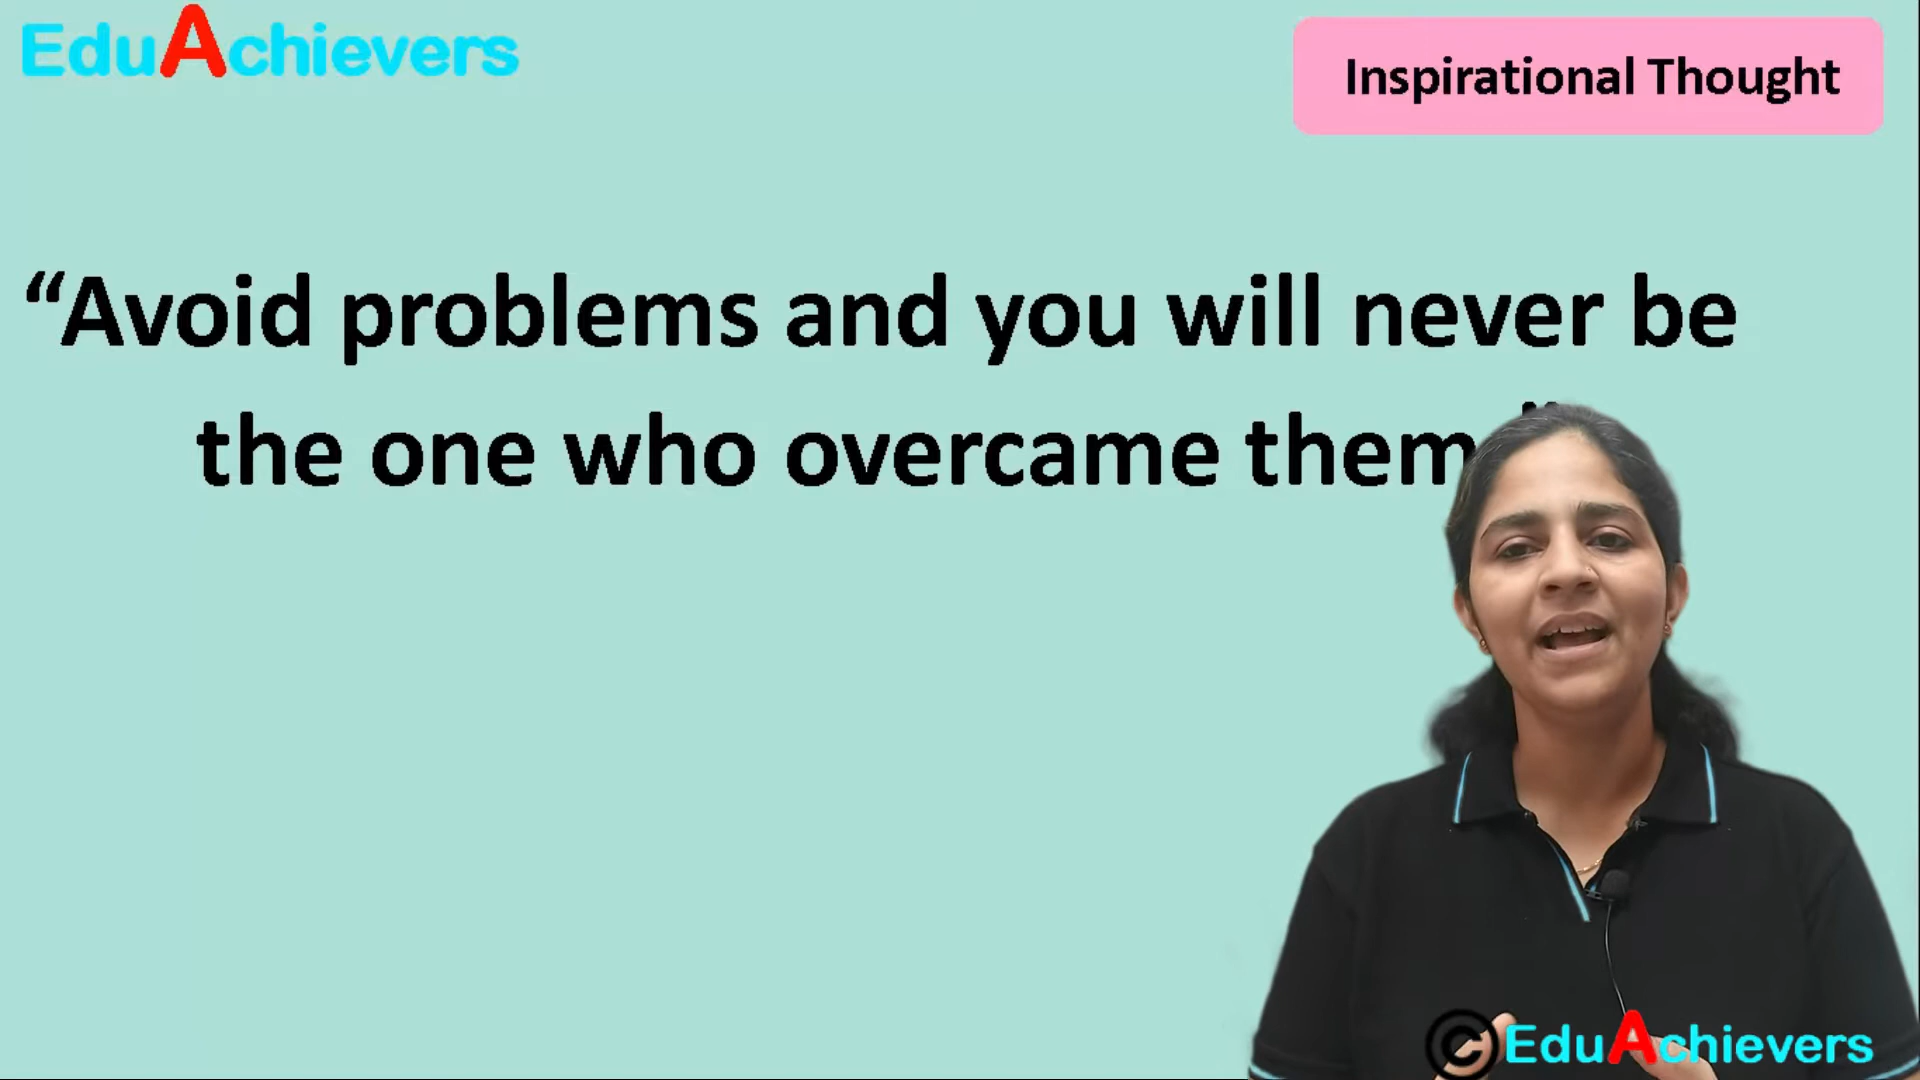 EduAchievers
Inspirational Thought
“Avoid problems and you will never be
the one who overcame them”
© EduAchievers